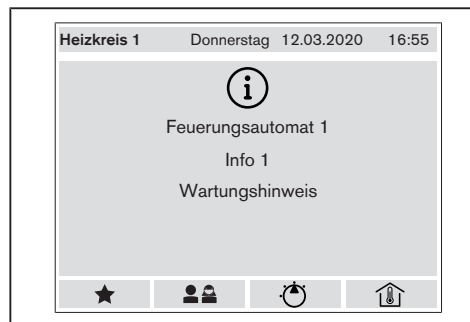 Heizkreis 1 Donnerstag 12.03.2020 16:55
Feuerungsautomat 1
Info 1
Wartungshinweis